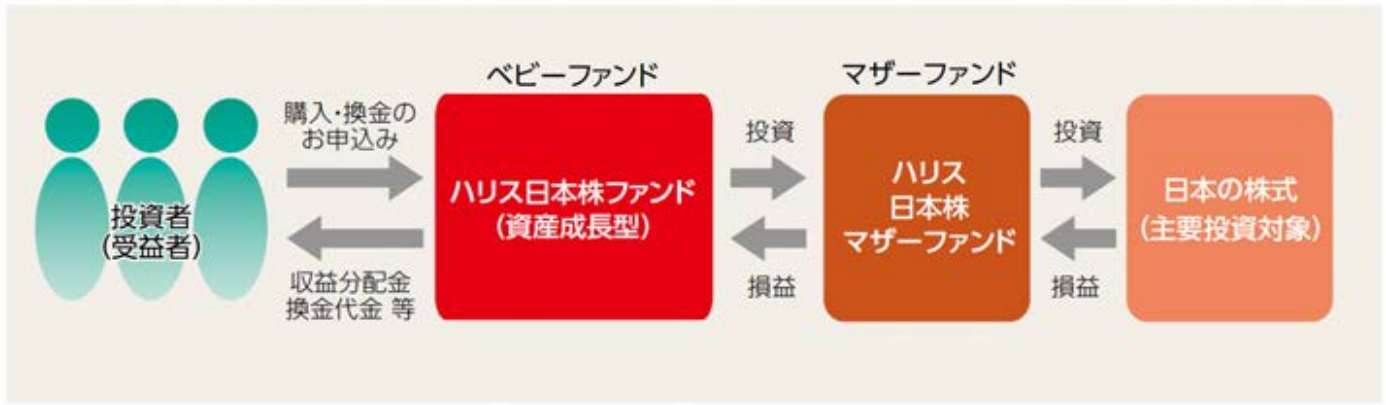 ベビーファンド
マザーファンド
購入・換金の
お申込み
投資者
(受益者)
収益分配金
換金代金 等
ハリス日本株ファンド
(資産成長型)
投資
損益
ハリス
日本株
マザーファンド
投資
損益
日本の株式
(主要投資対象)